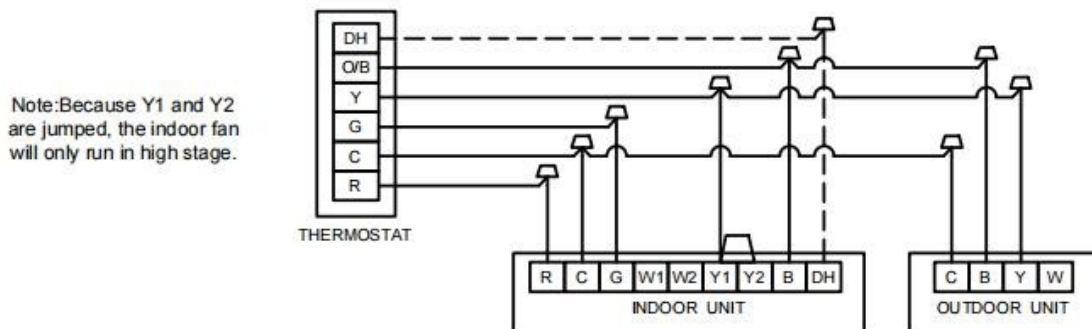 Note:Because Y1 and Y2
are jumped, the indoor fan
will only run in high stage.
DH
O/B
Y
G
C
R
THERMOSTAT
R C G W1 W2 Y1 Y2 B DH
INDOOR UNIT
C B Y W
OUTDOOR UNIT